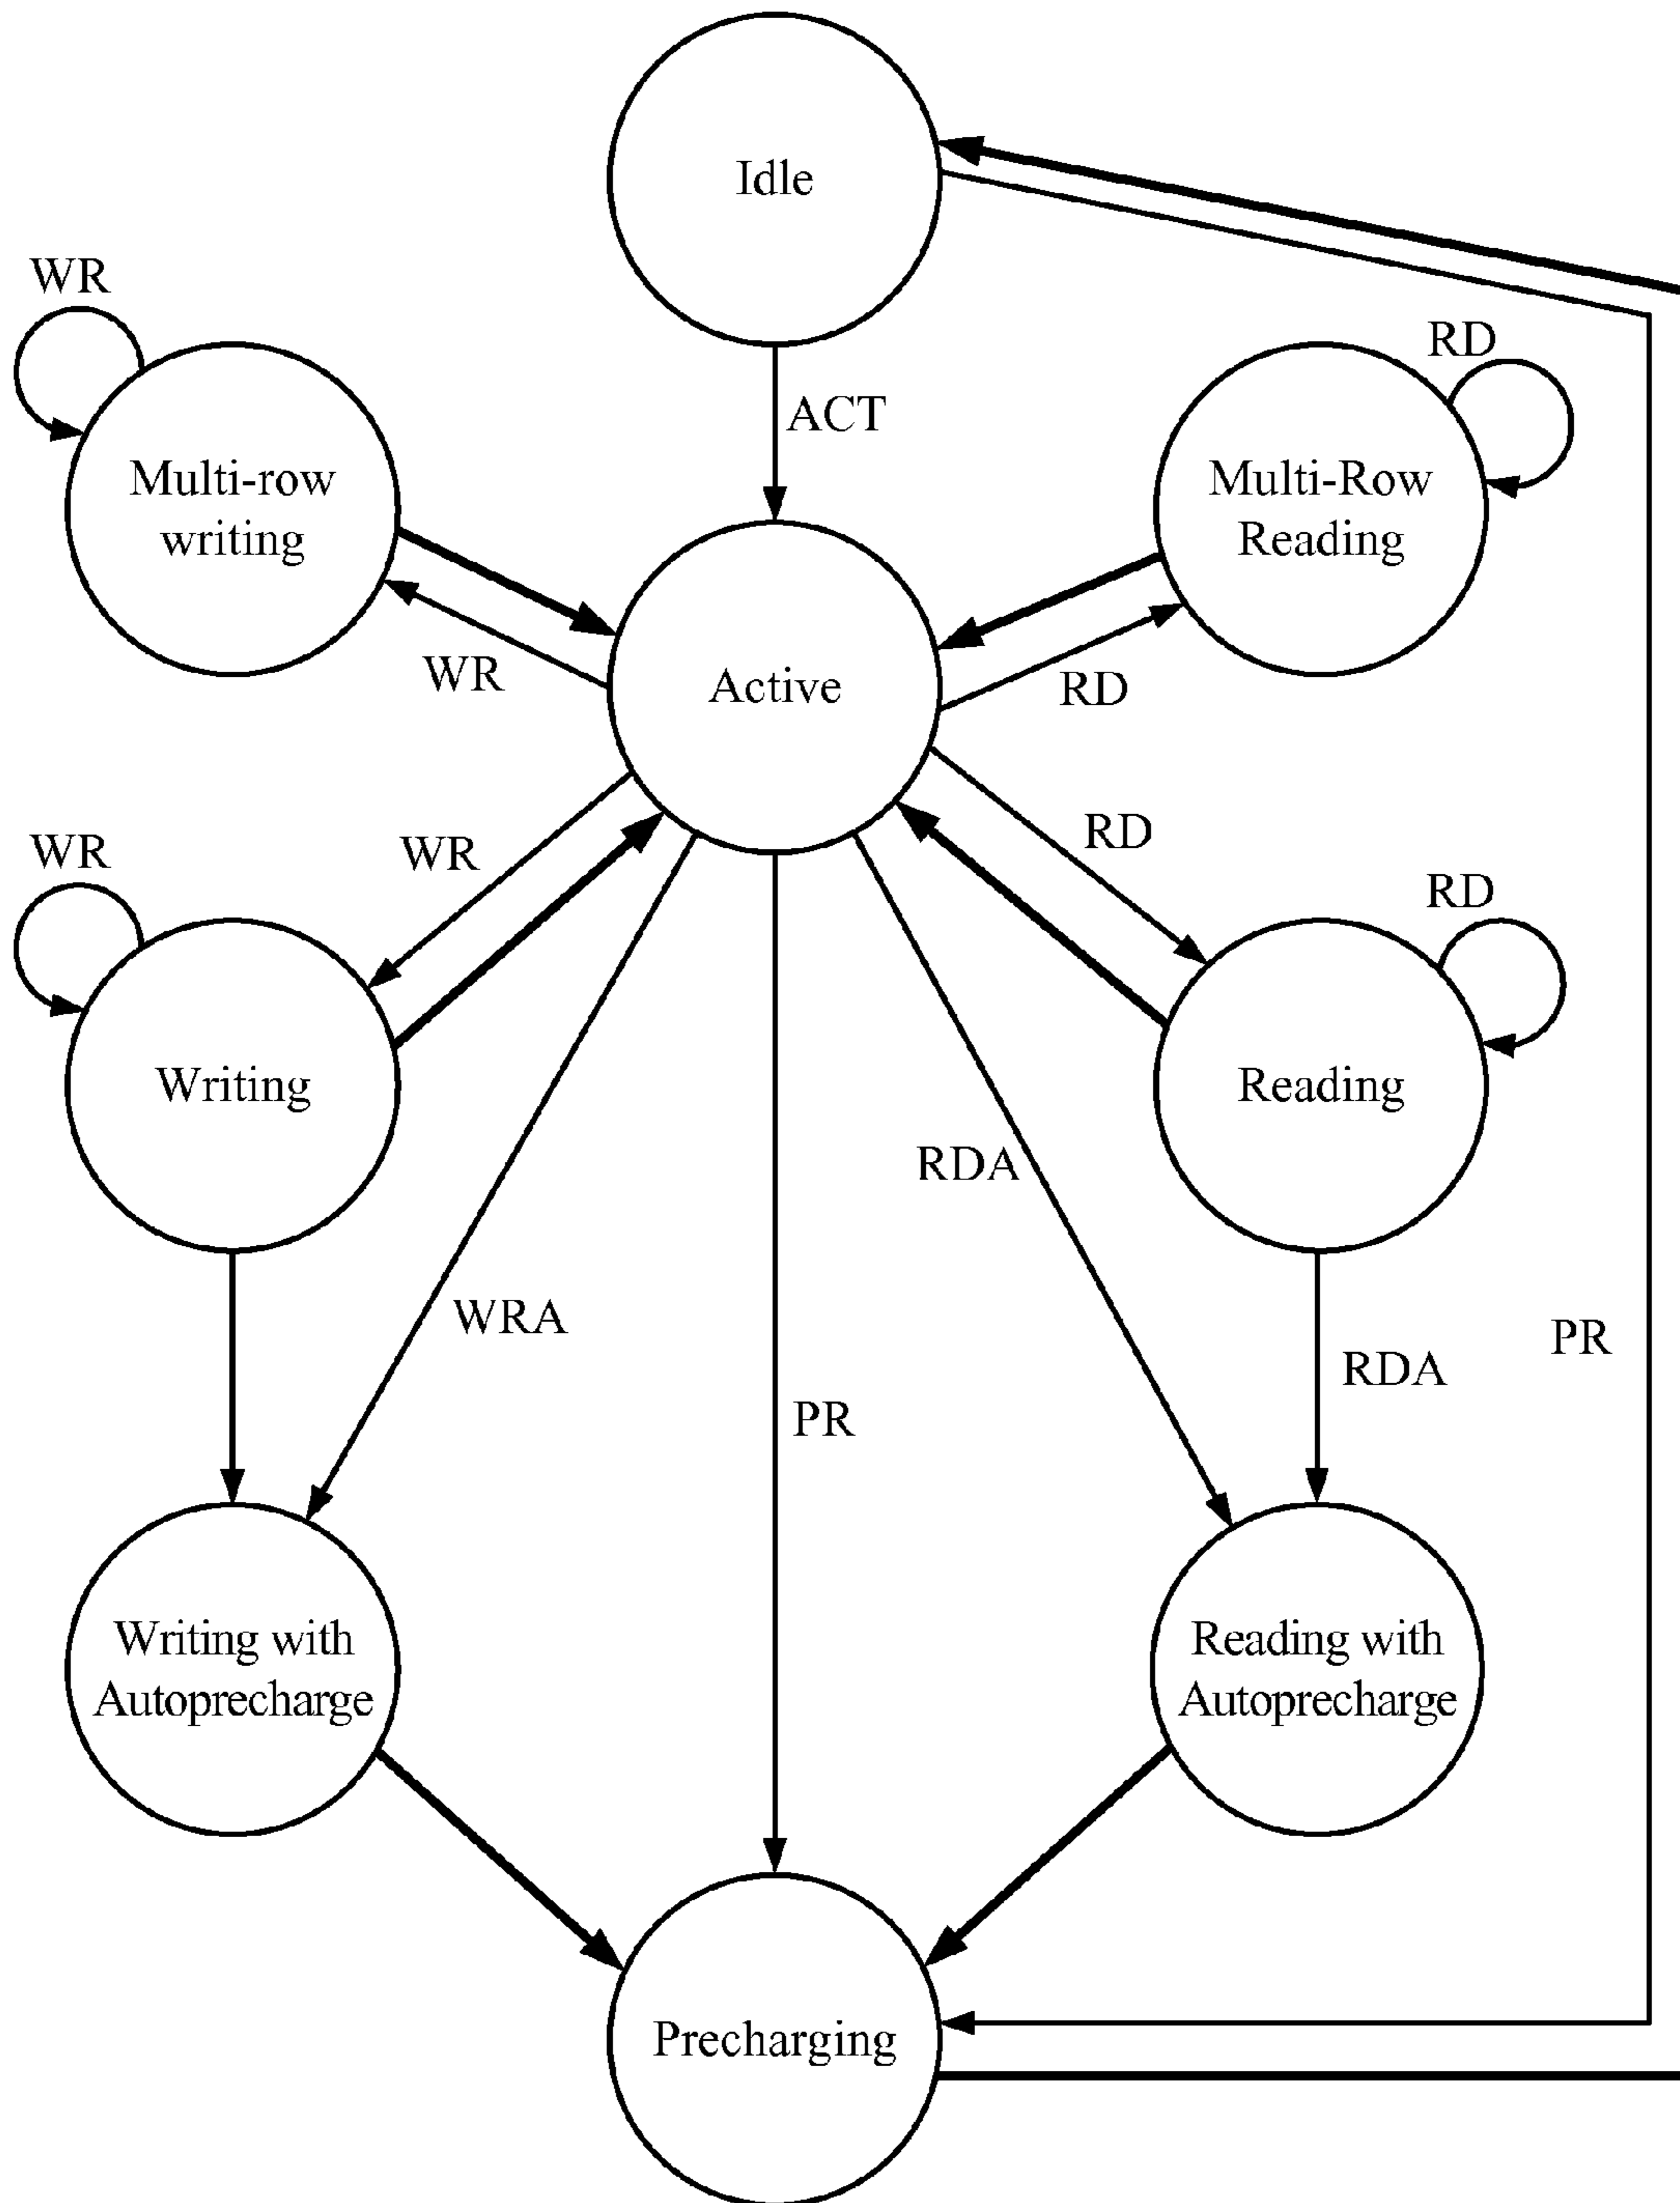 Idle
WR
RD
ACT
Multi-row
writing
Multi-Row
Reading
WR
Active
RD
WR
WR
RD
RD
Writing
Reading
RDA
WRA
PR
RDA
PR
Writing with
Autoprecharge
Reading with
Autoprecharge
Precharging